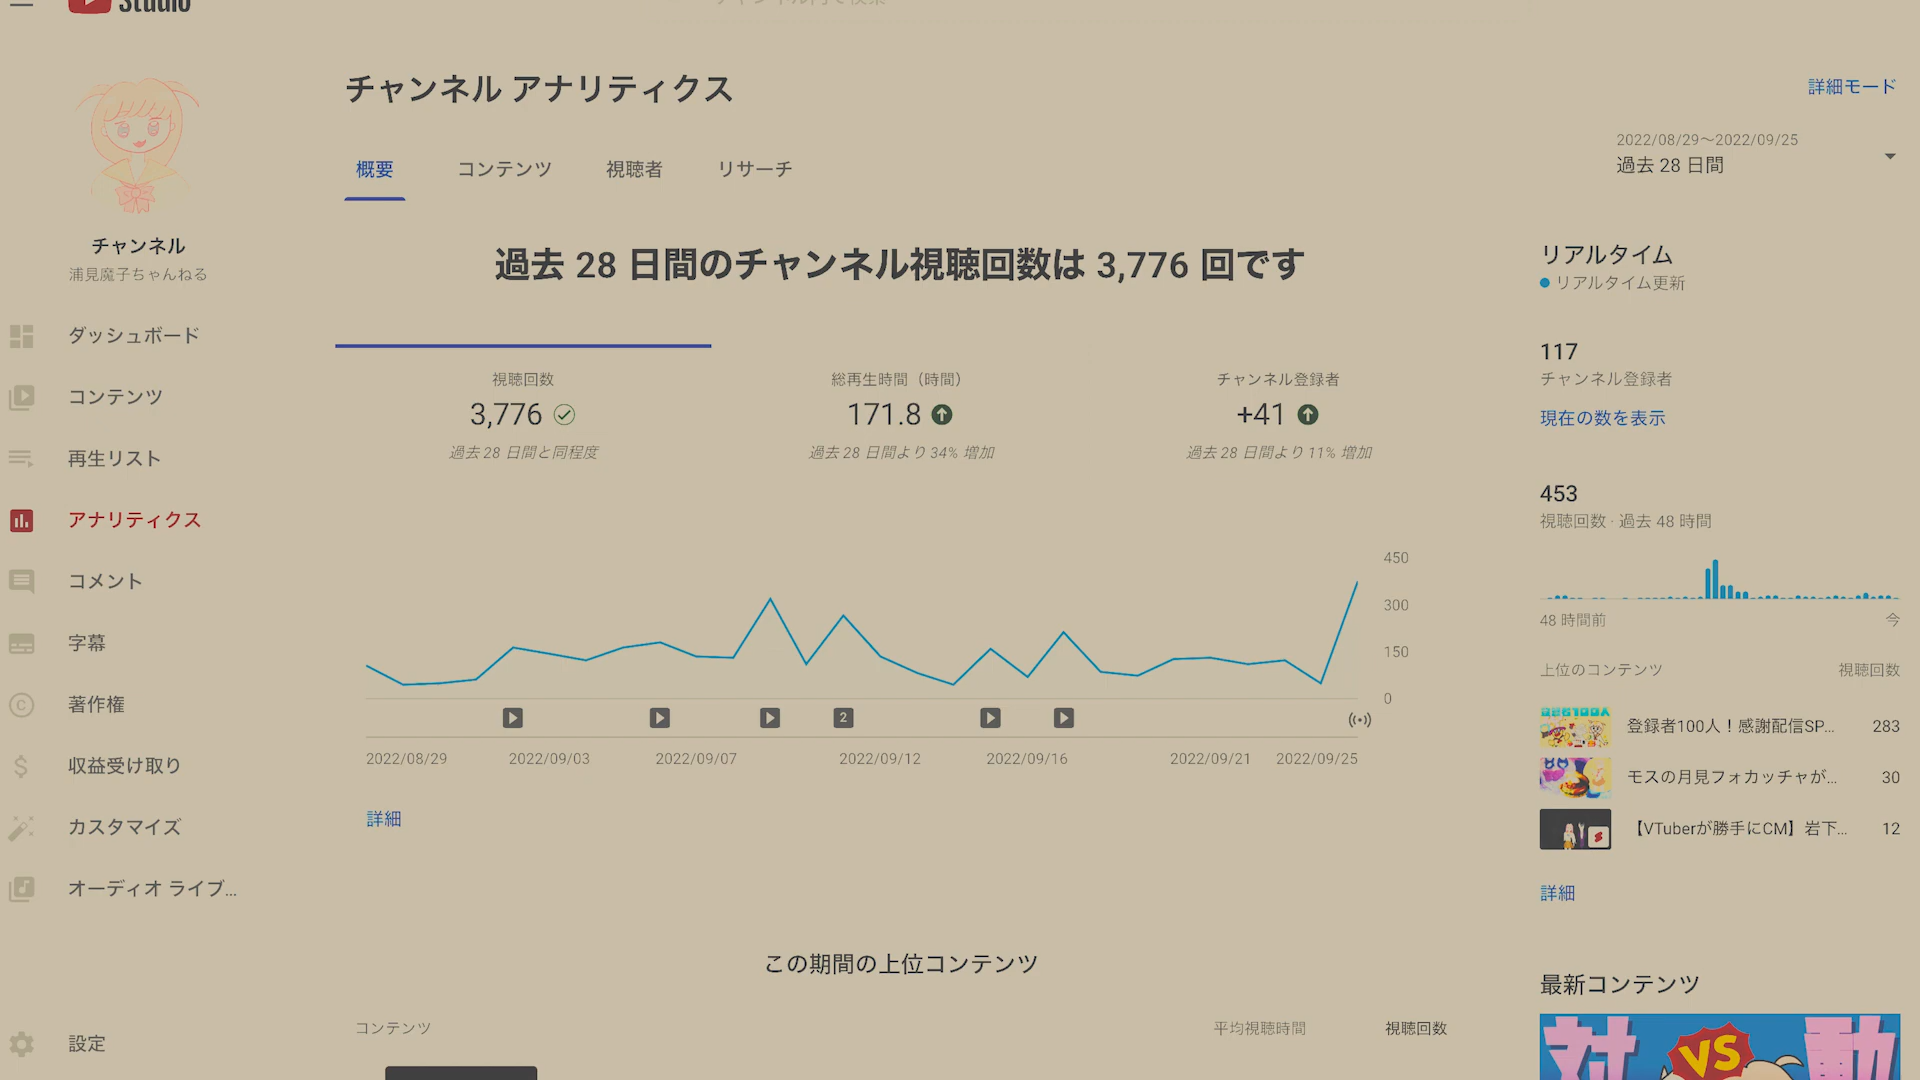 Studio
チャンネル アナリティクス
詳細モード
概要
コンテンツ
視聴者
リサーチ
2022/08/29～2022/09/25
過去 28 日間
チャンネル
浦見魔子ちゃんねる
ダッシュボード
コンテンツ
再生リスト
アナリティクス
コメント
字幕
著作権
収益受け取り
カスタマイズ
オーディオ ライブ...
設定
過去 28 日間のチャンネル視聴回数は 3,776 回です
視聴回数
3,776
過去 28 日間と同程度
総再生時間（時間）
171.8
過去 28 日間より 34% 増加
チャンネル登録者
+41
過去 28 日間より 11% 増加
450
300
150
0
2
2022/08/29
2022/09/03
2022/09/07
2022/09/12
2022/09/16
2022/09/21
2022/09/25
詳細
この期間の上位コンテンツ
コンテンツ
平均視聴時間
視聴回数
リアルタイム
リアルタイム更新
117
チャンネル登録者
現在の数を表示
453
視聴回数 · 過去 48 時間
48 時間前
今
上位のコンテンツ
視聴回数
登録者100人！感謝配信SP...
283
モスの月見フォカッチャが...
30
【VTuberが勝手にCM】岩下...
12
詳細
最新コンテンツ
対
VS
動